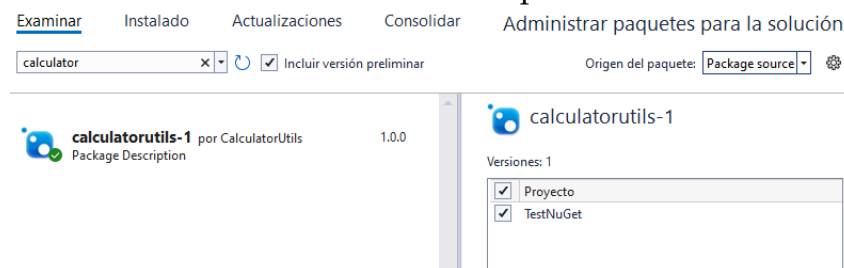 Examinar Instalado Actualizaciones Consolidar Administrar paquetes para la solución
calculator Incluir versión preliminar Origen del paquete: Package source
calculatorutils-1 por CalculatorUtils 1.0.0
Package Description
calculatorutils-1
Versiones: 1
Proyecto
TestNuGet